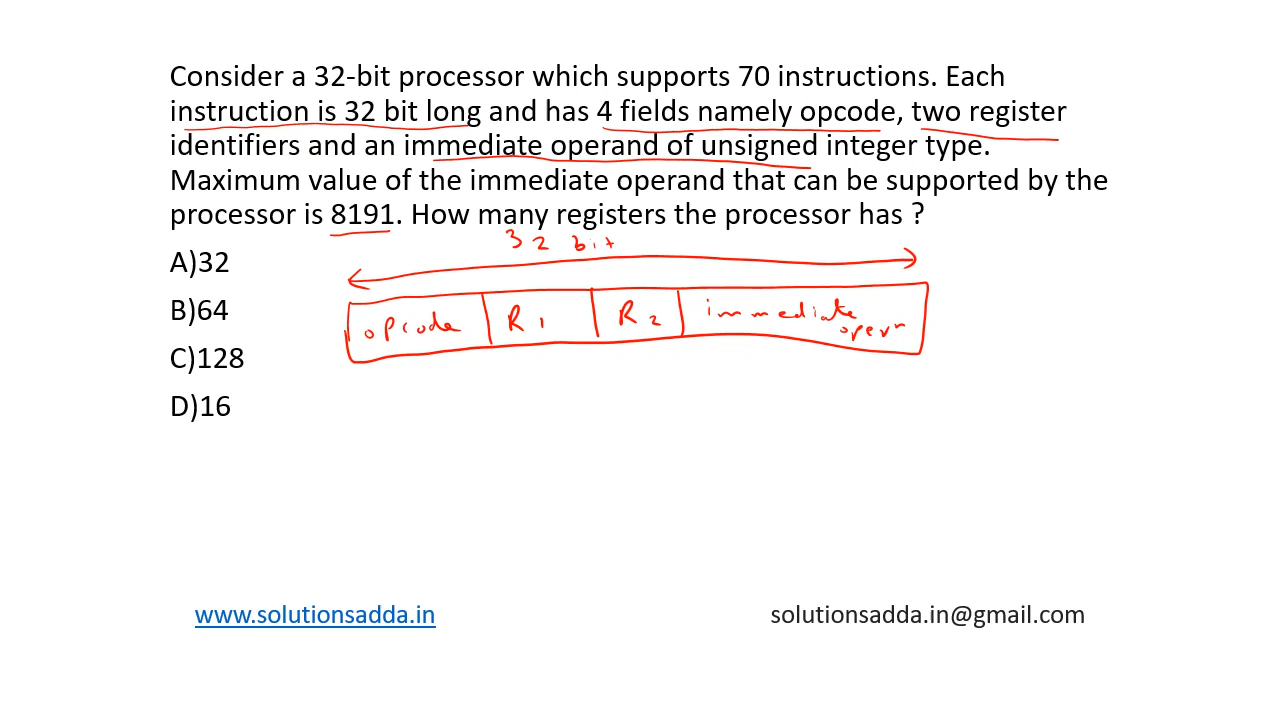 Consider a 32-bit processor which supports 70 instructions. Each
instruction is 32 bit long and has 4 fields namely opcode, two register
identifiers and an immediate operand of unsigned integer type.
Maximum value of the immediate operand that can be supported by the
processor is 8191. How many registers the processor has ?
32 bit
A)32
B)64
opcode R1 R2 immediate
C)128
D)16
www.solutionsadda.in solutionsadda.in@gmail.com